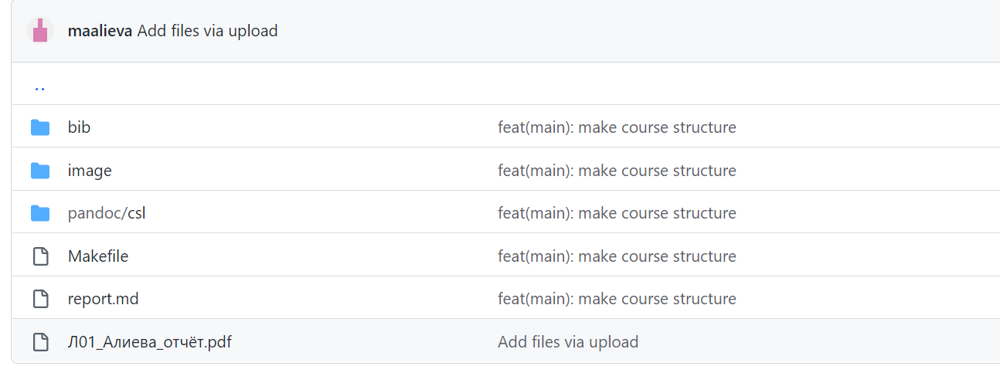 maalieva Add files via upload
..
bib feat(main): make course structure
image feat(main): make course structure
pandoc/csl feat(main): make course structure
Makefile feat(main): make course structure
report.md feat(main): make course structure
Л01_Алиева_отчёт.pdf Add files via upload